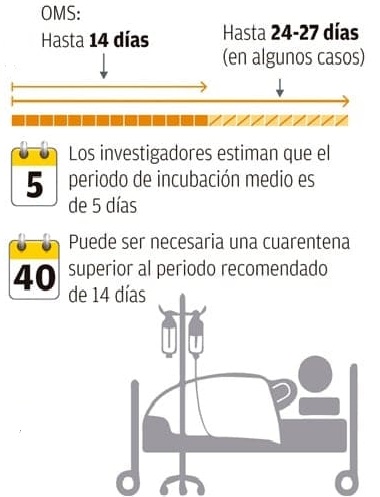 OMS:
Hasta 14 días
Hasta 24-27 días
(en algunos casos)
5
Los investigadores estiman que el
periodo de incubación medio es
de 5 días
40
Puede ser necesaria una cuarentena
superior al periodo recomendado
de 14 días